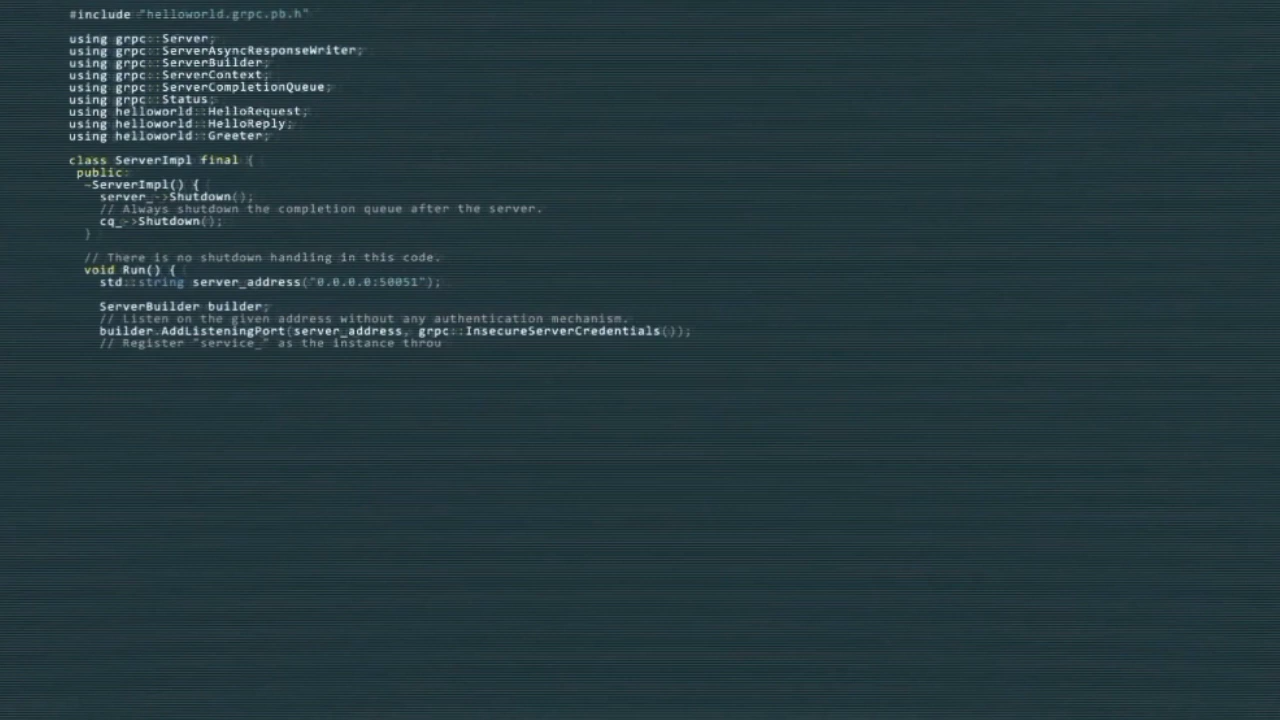 #include "helloworld.grpc.pb.h"
using grpc::Server;
using grpc::ServerAsyncResponseWriter;
using grpc::ServerBuilder;
using grpc::ServerContext;
using grpc::ServerCompletionQueue;
using grpc::Status;
using helloworld::HelloRequest;
using helloworld::HelloReply;
using helloworld::Greeter;
class ServerImpl final {
public:
~ServerImpl() {
server_->Shutdown();
// Always shutdown the completion queue after the server.
cq_->Shutdown();
}
// There is no shutdown handling in this code.
void Run() {
std::string server_address("0.0.0.0:50051");
ServerBuilder builder;
// Listen on the given address without any authentication mechanism.
builder.AddListeningPort(server_address, grpc::InsecureServerCredentials());
// Register "service_" as the instance throu